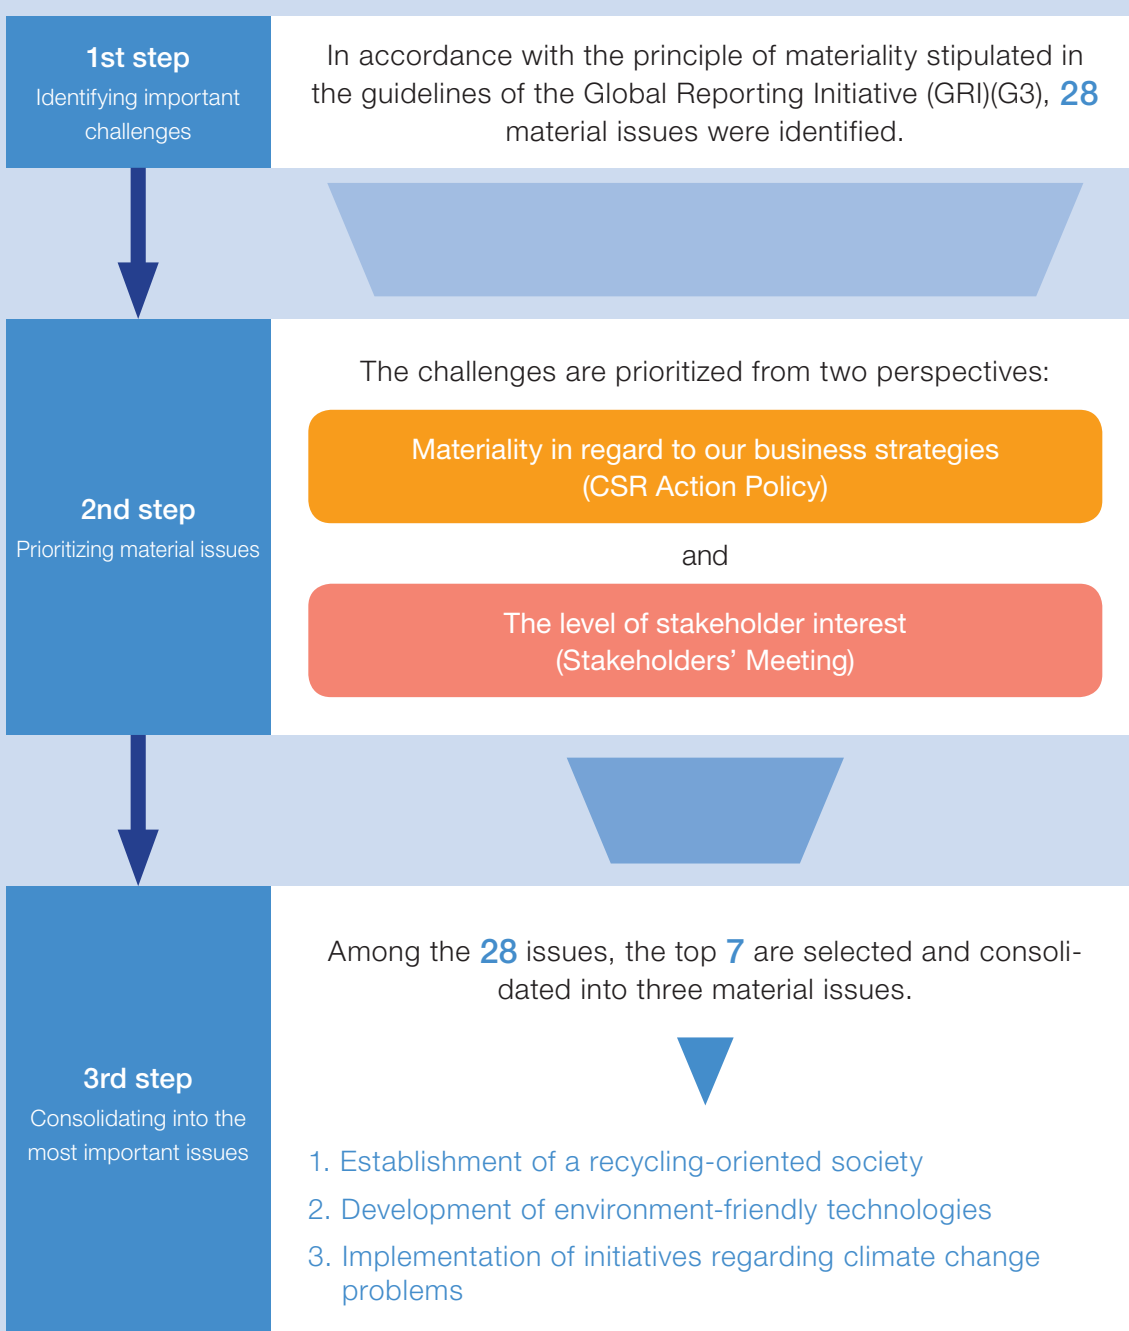 1st step
Identifying important
challenges
In accordance with the principle of materiality stipulated in
the guidelines of the Global Reporting Initiative (GRI)(G3), 28
material issues were identified.
2nd step
Prioritizing material issues
The challenges are prioritized from two perspectives:
Materiality in regard to our business strategies
(CSR Action Policy)
and
The level of stakeholder interest
(Stakeholders’ Meeting)
3rd step
Consolidating into the
most important issues
Among the 28 issues, the top 7 are selected and consoli-
dated into three material issues.
1. Establishment of a recycling-oriented society
2. Development of environment-friendly technologies
3. Implementation of initiatives regarding climate change
problems